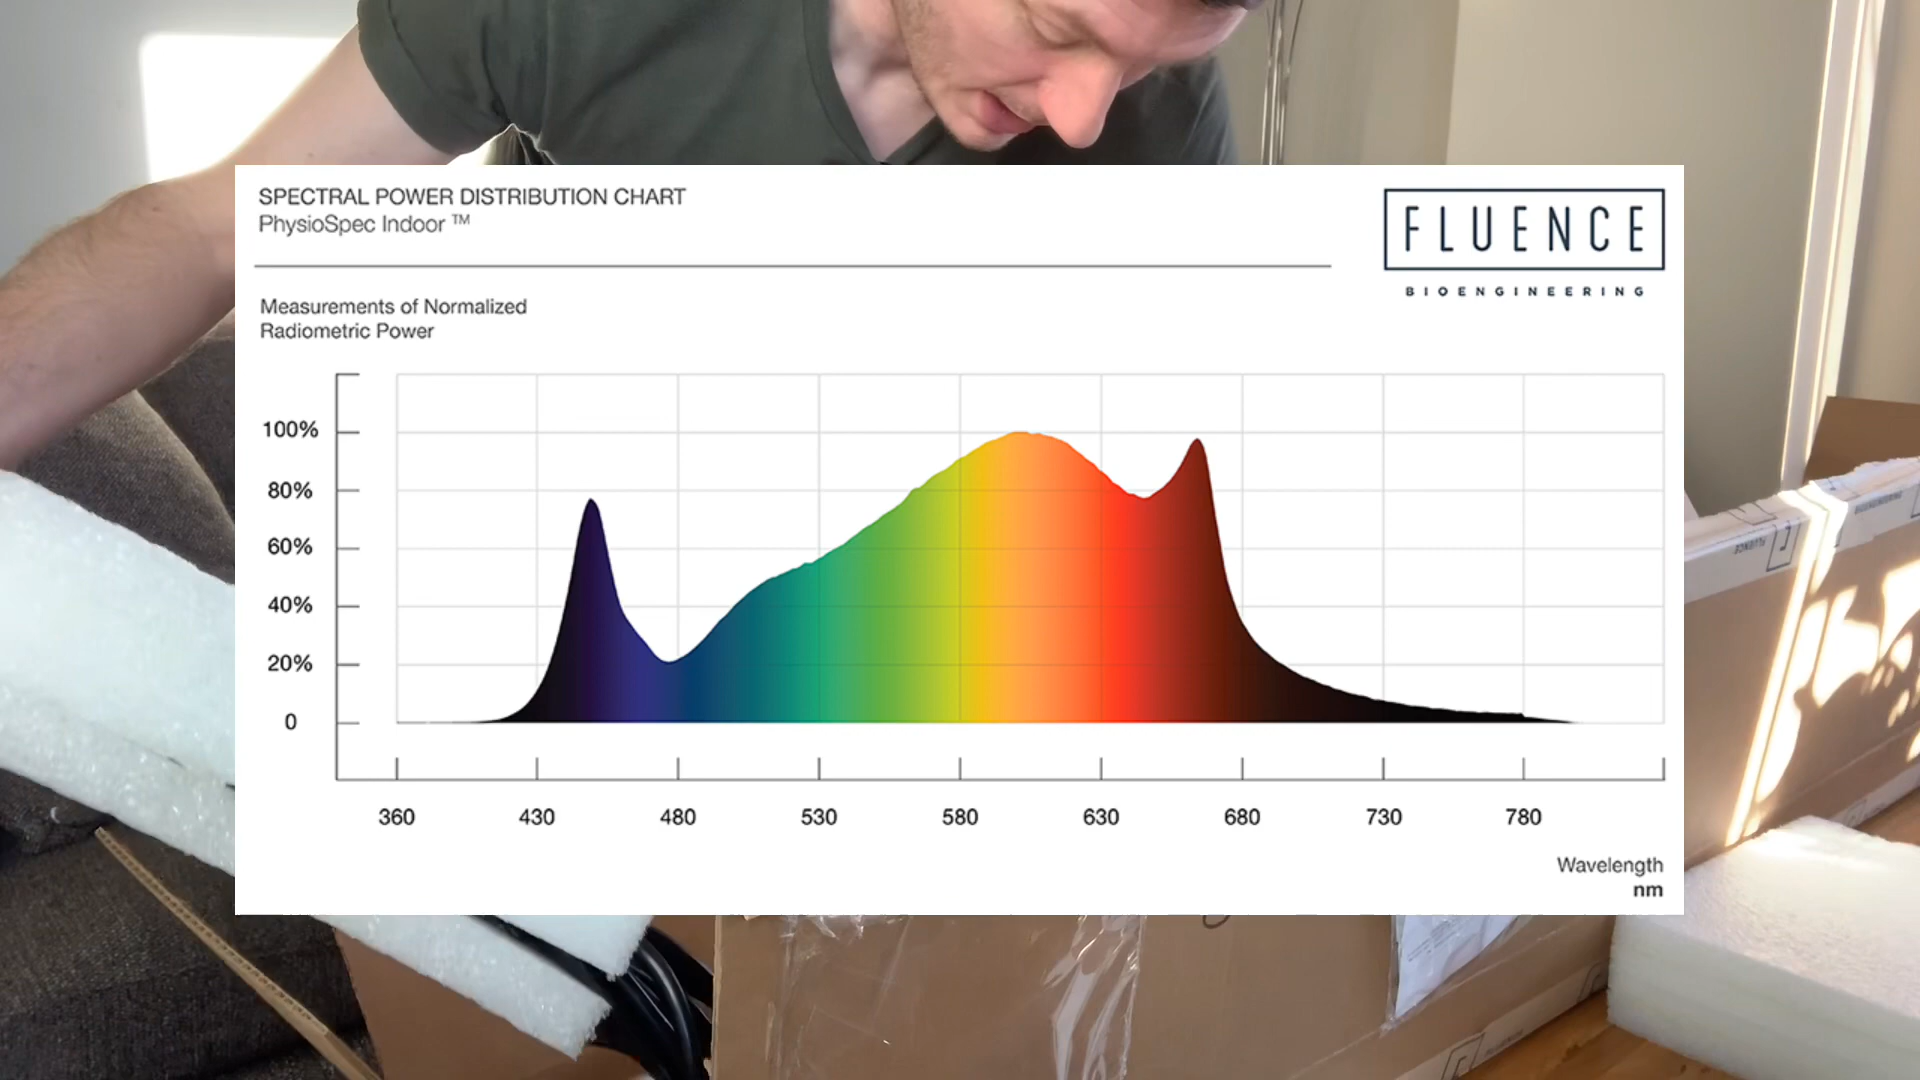 SPECTRAL POWER DISTRIBUTION CHART
PhysioSpec Indoor ™
FLUENCE
BIOENGINEERING
Measurements of Normalized
Radiometric Power
100%
80%
60%
40%
20%
0
360 430 480 530 580 630 680 730 780
Wavelength
nm
FLUENCE